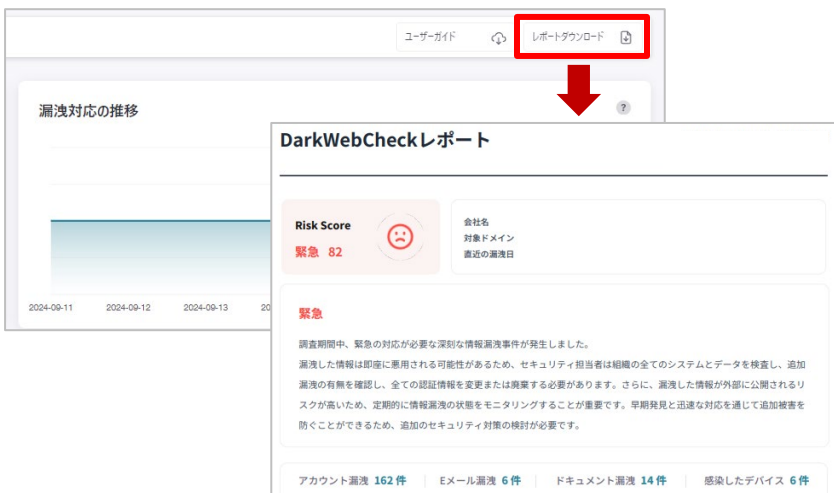 ユーザーガイド
レポートダウンロード
漏洩対応の推移
?
2024-09-11 2024-09-12 2024-09-13 20
DarkWebCheckレポート
Risk Score
緊急 82
会社名
対象ドメイン
直近の漏洩日
緊急
調査期間中、緊急の対応が必要な深刻な情報漏洩事件が発生しました。
漏洩した情報は即座に悪用される可能性があるため、セキュリティ担当者は組織の全てのシステムとデータを検査し、追加
漏洩の有無を確認し、全ての認証情報を変更または廃棄する必要があります。さらに、漏洩した情報が外部に公開されるリ
スクが高いため、定期的に情報漏洩の状態をモニタリングすることが重要です。早期発見と迅速な対応を通じて追加被害を
防ぐことができるため、追加のセキュリティ対策の検討が必要です。
アカウント漏洩 162 件 Eメール漏洩 6 件 ドキュメント漏洩 14 件 感染したデバイス 6 件